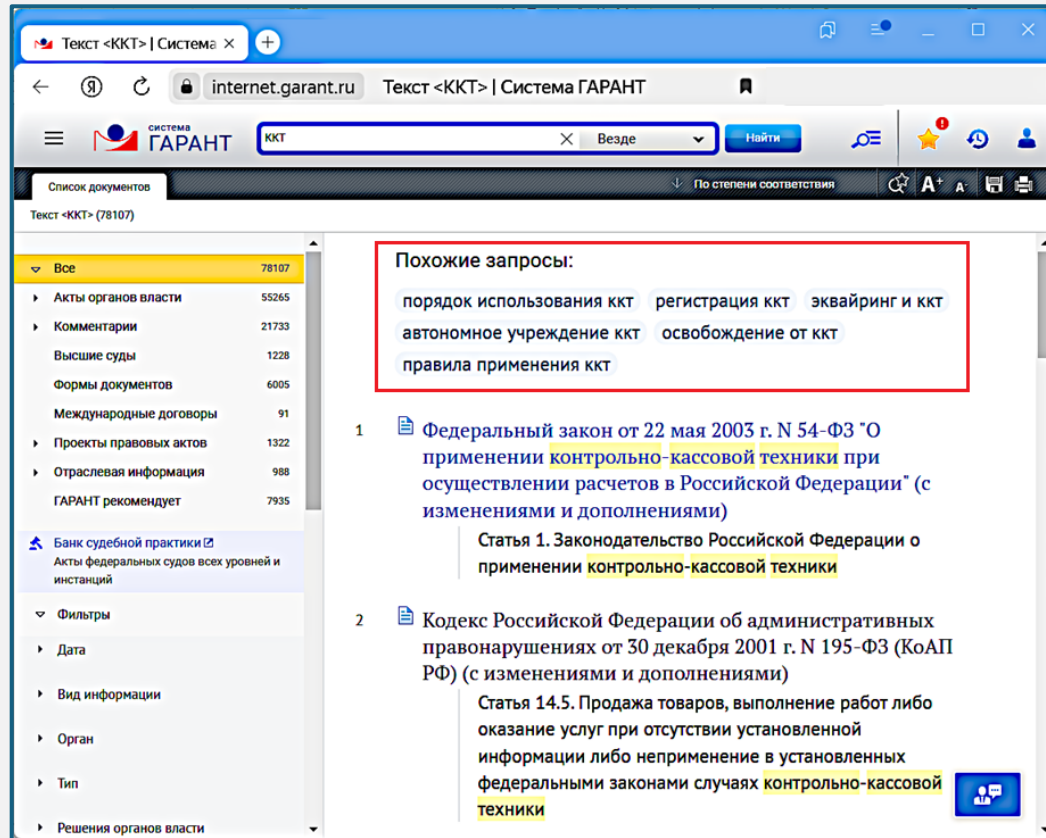 Текст <ККТ> | Система
internet.garant.ru Текст <ККТ> | Система ГАРАНТ
система
ГАРАНТ
ккт Везде Найти
Список документов По степени соответствия А+ А-
Текст <ККТ> (78107)
Все 78107
Акты органов власти 55265
Комментарии 21733
Высшие суды 1228
Формы документов 6005
Международные договоры 91
Проекты правовых актов 1322
Отраслевая информация 988
ГАРАНТ рекомендует 7935
Банк судебной практики
Акты федеральных судов всех уровней и
инстанций
Фильтры
Дата
Вид информации
Орган
Тип
Решения органов власти
Похожие запросы:
порядок использования ккт регистрация ккт эквайринг и ккт
автономное учреждение ккт освобождение от ккт
правила применения ккт
1 Федеральный закон от 22 мая 2003 г. N 54-ФЗ "О
применении контрольно-кассовой техники при
осуществлении расчетов в Российской Федерации" (с
изменениями и дополнениями)
Статья 1. Законодательство Российской Федерации о
применении контрольно-кассовой техники
2 Кодекс Российской Федерации об административных
правонарушениях от 30 декабря 2001 г. N 195-ФЗ (КоАП
РФ) (с изменениями и дополнениями)
Статья 14.5. Продажа товаров, выполнение работ либо
оказание услуг при отсутствии установленной
информации либо неприменение в установленных
федеральными законами случаях контрольно-кассовой
техники